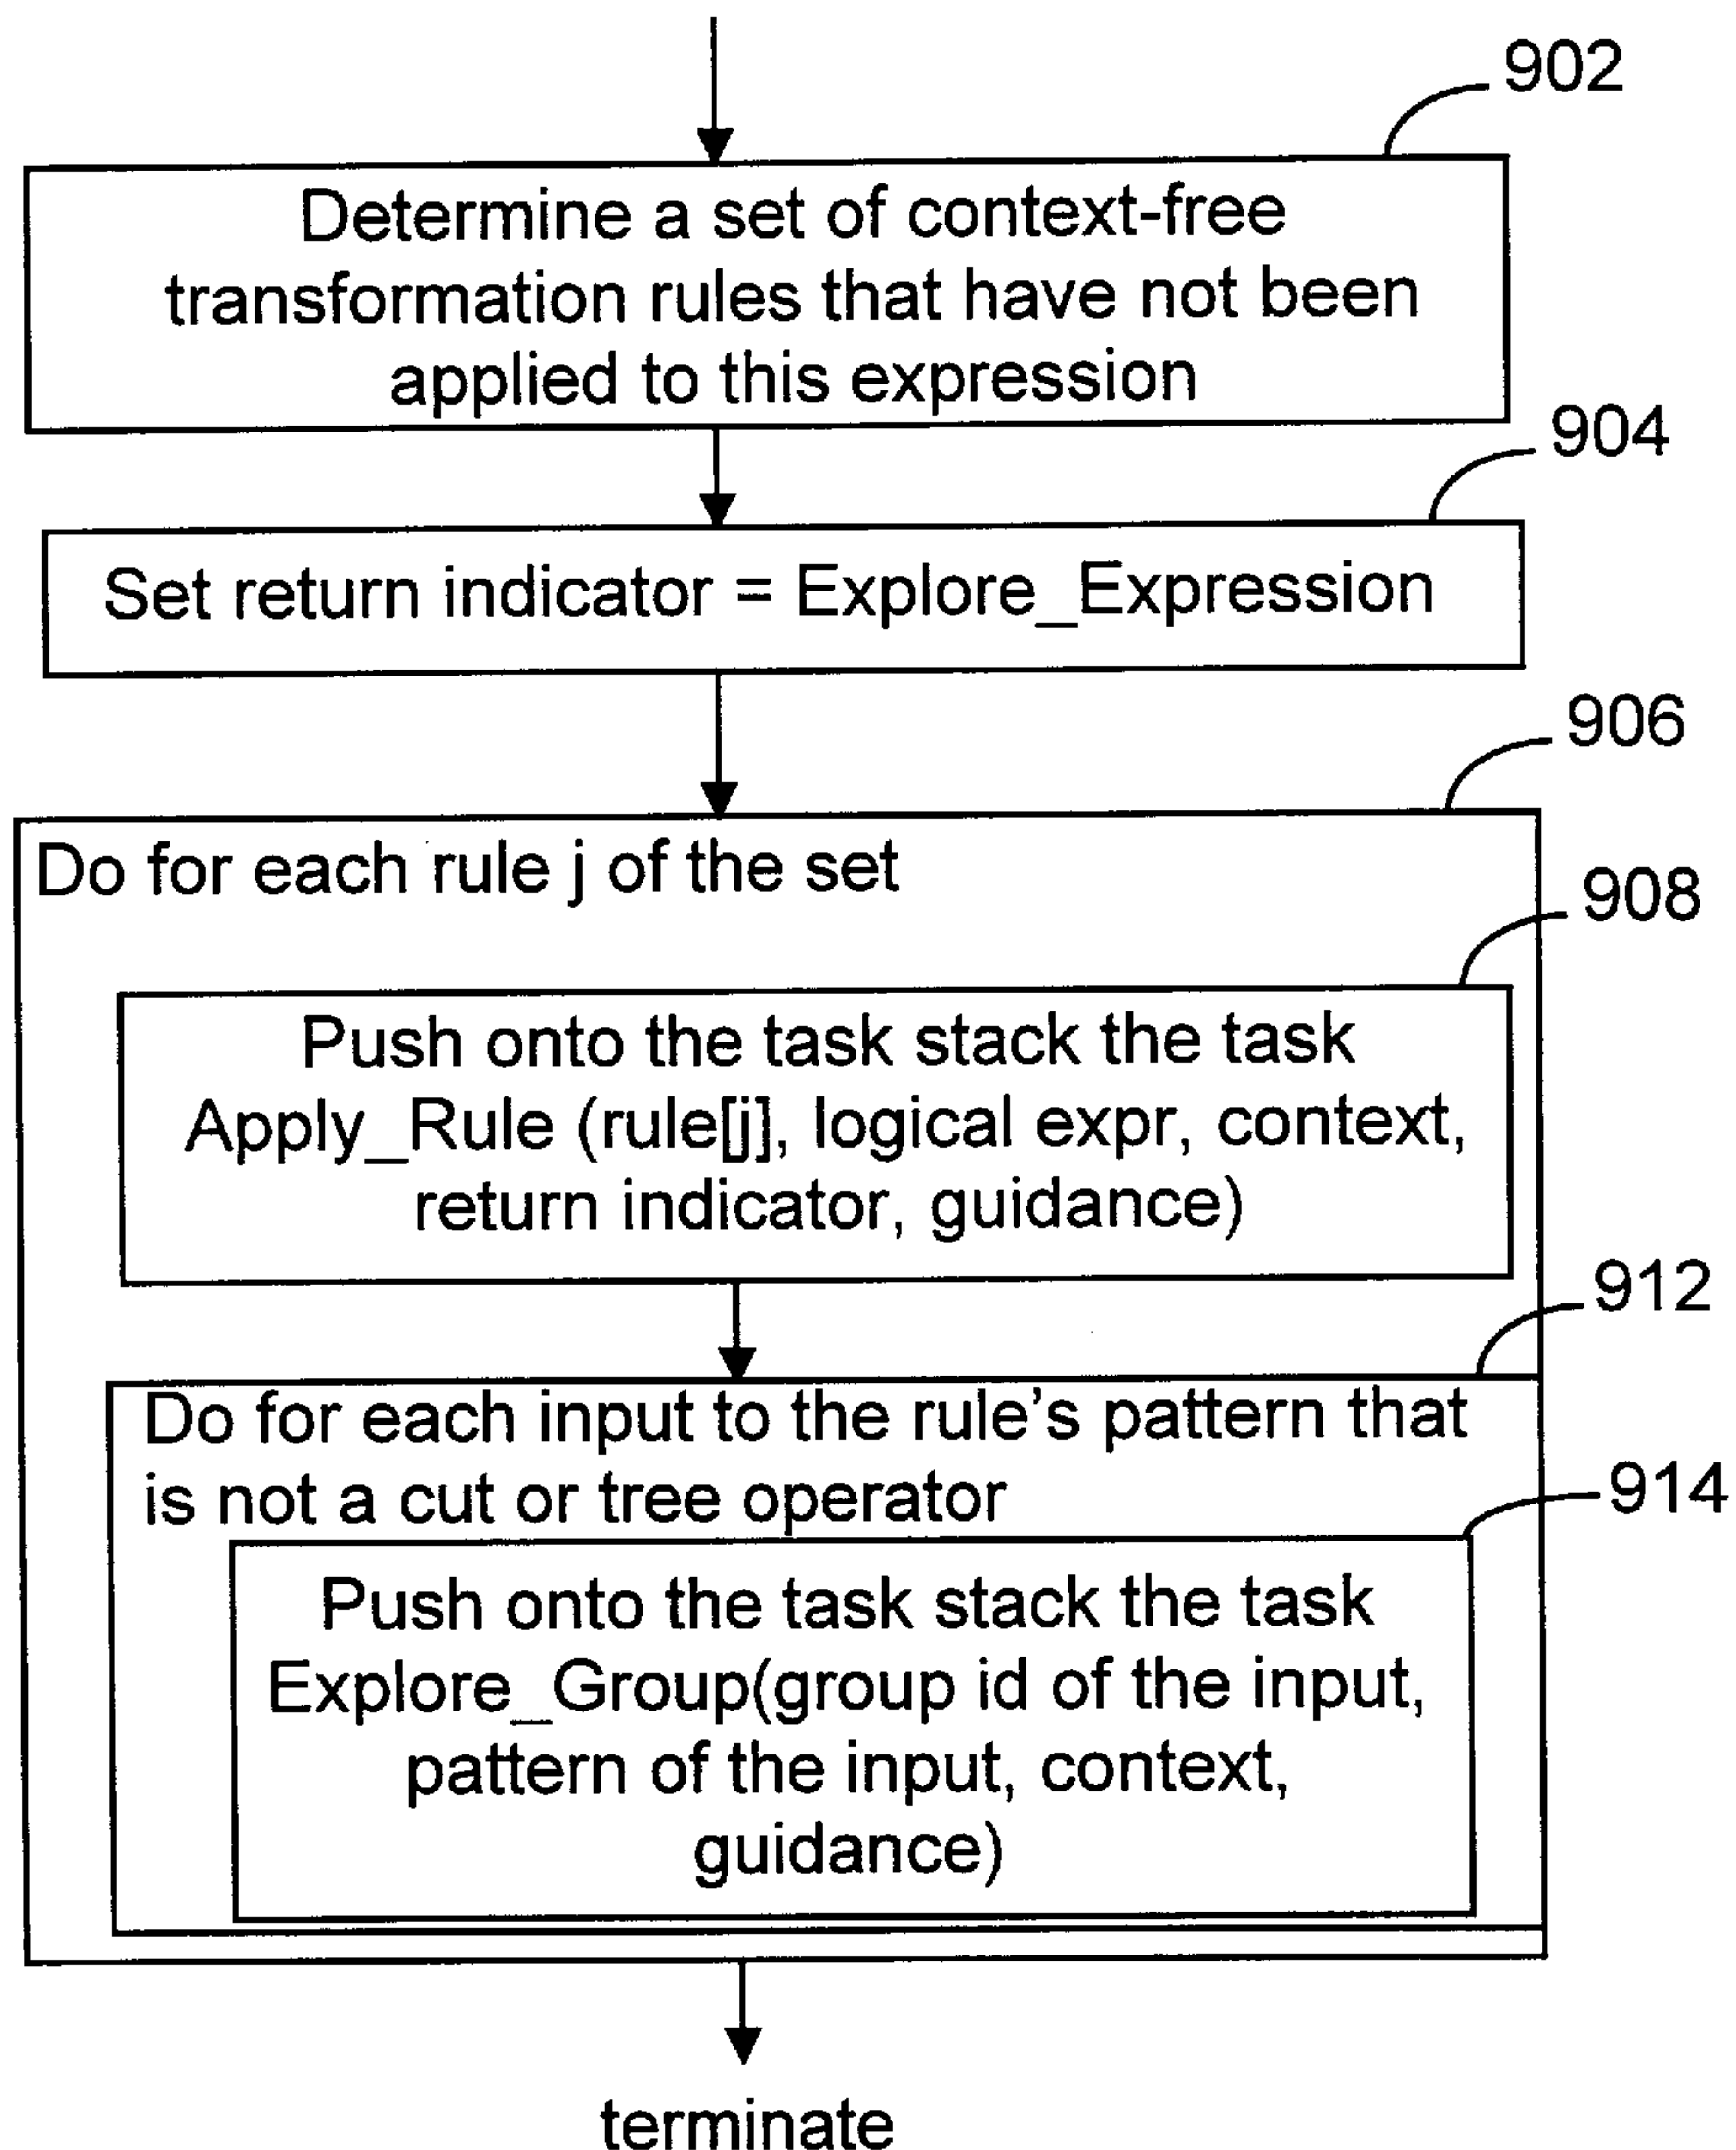 902
Determine a set of context-free
transformation rules that have not been
applied to this expression
904
Set return indicator = Explore_Expression
906
Do for each rule j of the set
908
Push onto the task stack the task
Apply_Rule (rule[j], logical expr, context,
return indicator, guidance)
912
Do for each input to the rule's pattern that
is not a cut or tree operator
914
Push onto the task stack the task
Explore_Group(group id of the input,
pattern of the input, context,
guidance)
terminate